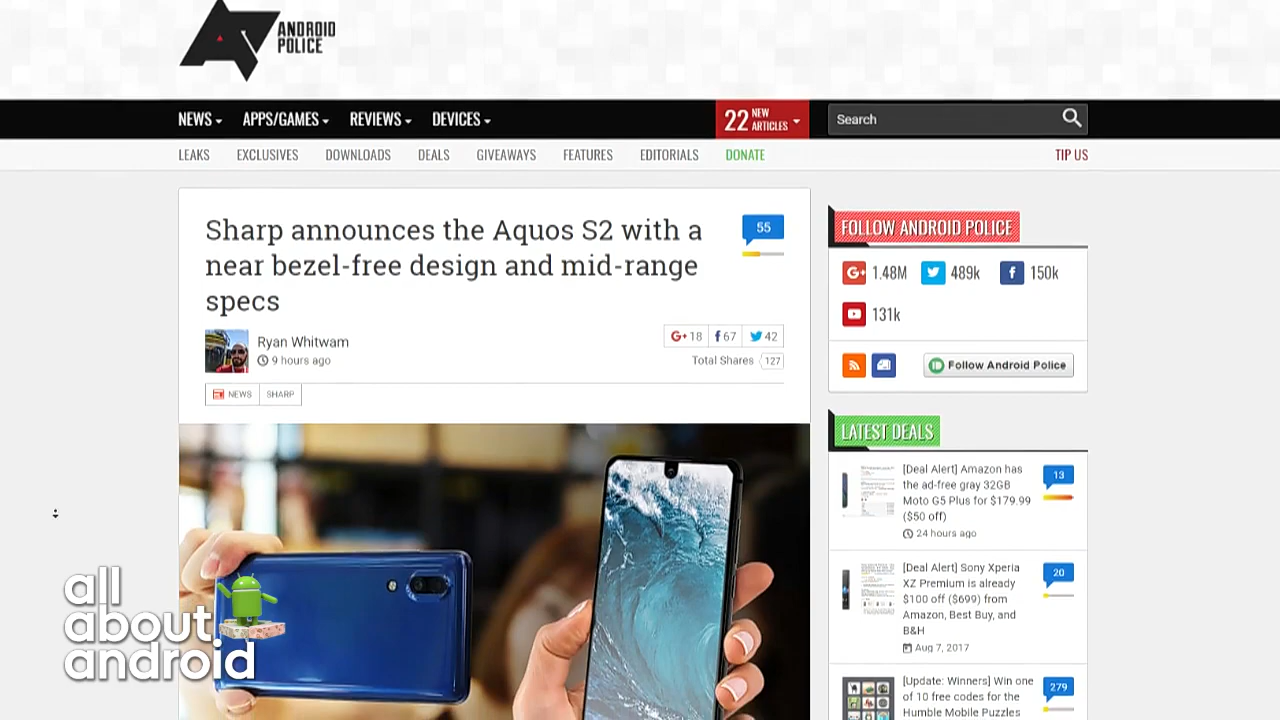 ANDROID
POLICE
NEWS
APPS/GAMES
REVIEWS
DEVICES
22 NEW
ARTICLES
Search
LEAKS
EXCLUSIVES
DOWNLOADS
DEALS
GIVEAWAYS
FEATURES
EDITORIALS
DONATE
TIP US
Sharp announces the Aquos S2 with a
near bezel-free design and mid-range
specs
55
Ryan Whitwam
9 hours ago
G+ 18
f 67
42
Total Shares 127
NEWS
SHARP
FOLLOW ANDROID POLICE
G+ 1.48M
489k
f 150k
131k
Follow Android Police
LATEST DEALS
[Deal Alert] Amazon has
the ad-free gray 32GB
Moto G5 Plus for $179.99
($50 off)
24 hours ago
13
[Deal Alert] Sony Xperia
XZ Premium is already
$100 off ($699) from
Amazon, Best Buy, and
B&H
Aug 7, 2017
20
[Update: Winners] Win one
of 10 free codes for the
Humble Mobile Puzzles
279
all
about
android